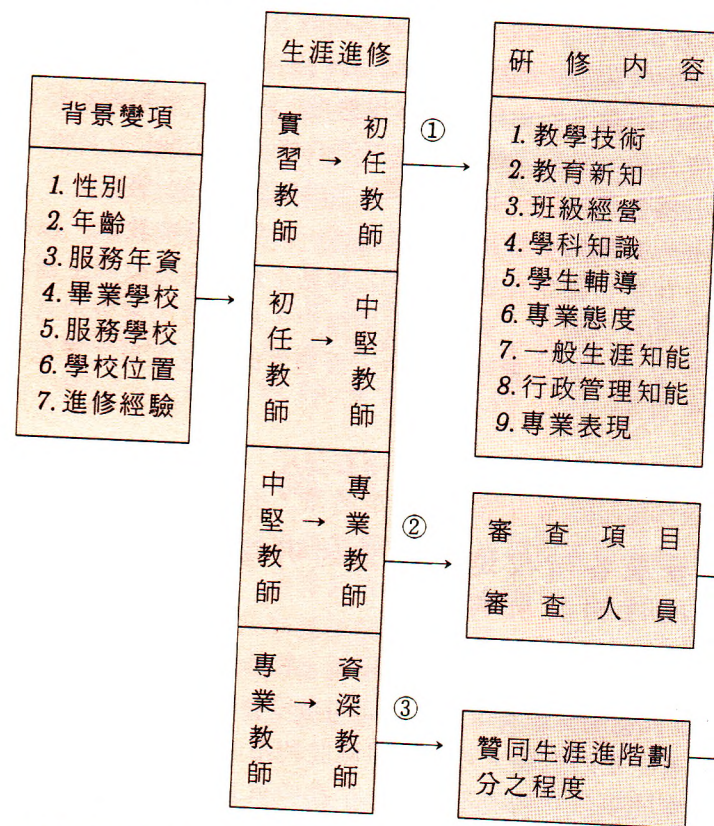 背景變項
1. 性別
2. 年齡
3. 服務年資
4. 畢業學校
5. 服務學校
6. 學校位置
7. 進修經驗
生涯進修
實習教師 → 初任教師
初任教師 → 中堅教師
中堅教師 → 專業教師
專業教師 → 資深教師
①
研修內容
1. 教學技術
2. 教育新知
3. 班級經營
4. 學科知識
5. 學生輔導
6. 專業態度
7. 一般生涯知能
8. 行政管理知能
9. 專業表現
②
審查項目
審查人員
③
贊同生涯進階劃
分之程度